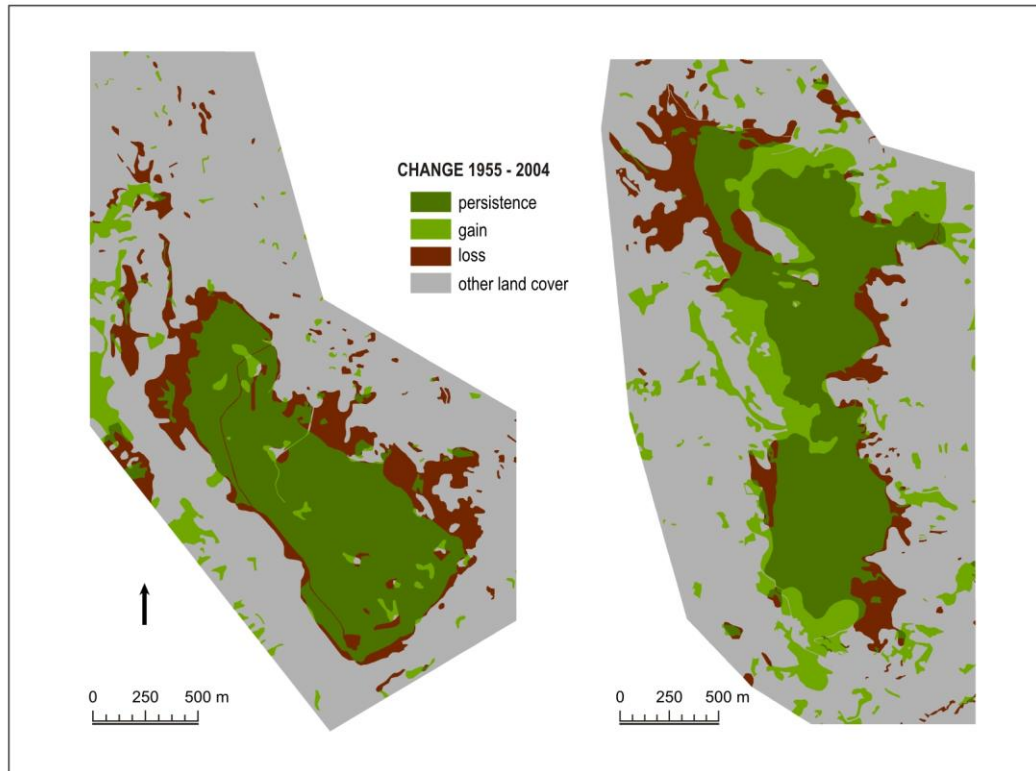 CHANGE 1955 - 2004
persistence
gain
loss
other land cover
0 250 500 m
0 250 500 m